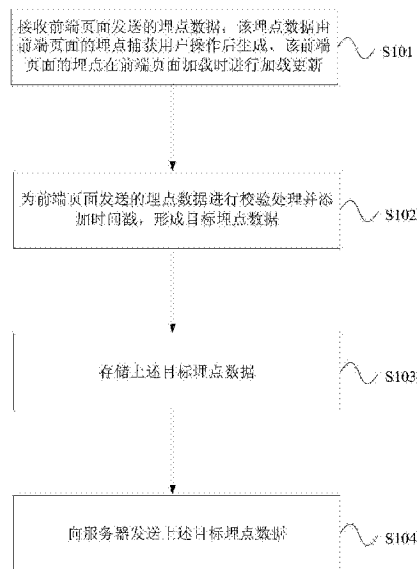 接收前端页面发送的埋点数据，该埋点数据由
前端页面的埋点捕获用户操作后生成，该前端
页面的埋点在前端页面加载时进行加载更新
S101
为前端页面发送的埋点数据进行校验处理并添
加时间戳，形成目标埋点数据
S102
存储上述目标埋点数据
S103
向服务器发送上述目标埋点数据
S104